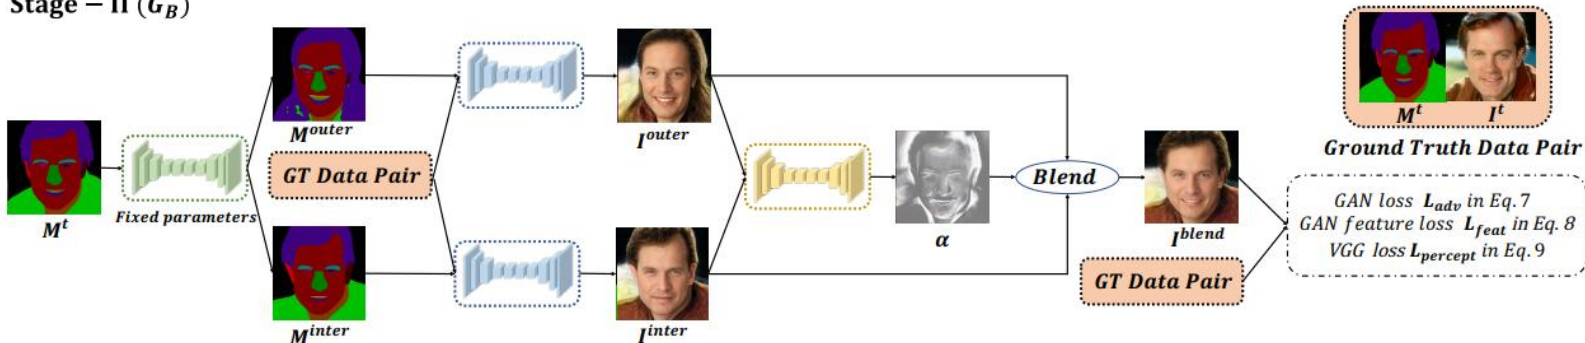 Stage − II (G_B)
M^t
Fixed parameters
M^outer
GT Data Pair
M^inter
I^outer
I^inter
α
Blend
I^blend
GT Data Pair
M^t
I^t
Ground Truth Data Pair
GAN loss L_adv in Eq. 7
GAN feature loss L_feat in Eq. 8
VGG loss L_percept in Eq. 9